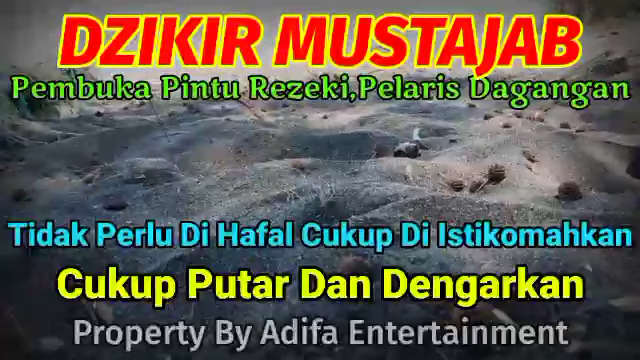 DZIKIR MUSTAJAB
Pembuka Pintu Rezeki,Pelaris Dagangan
Tidak Perlu Di Hafal Cukup Di Istikomahkan
Cukup Putar Dan Dengarkan
Property By Adifa Entertainment